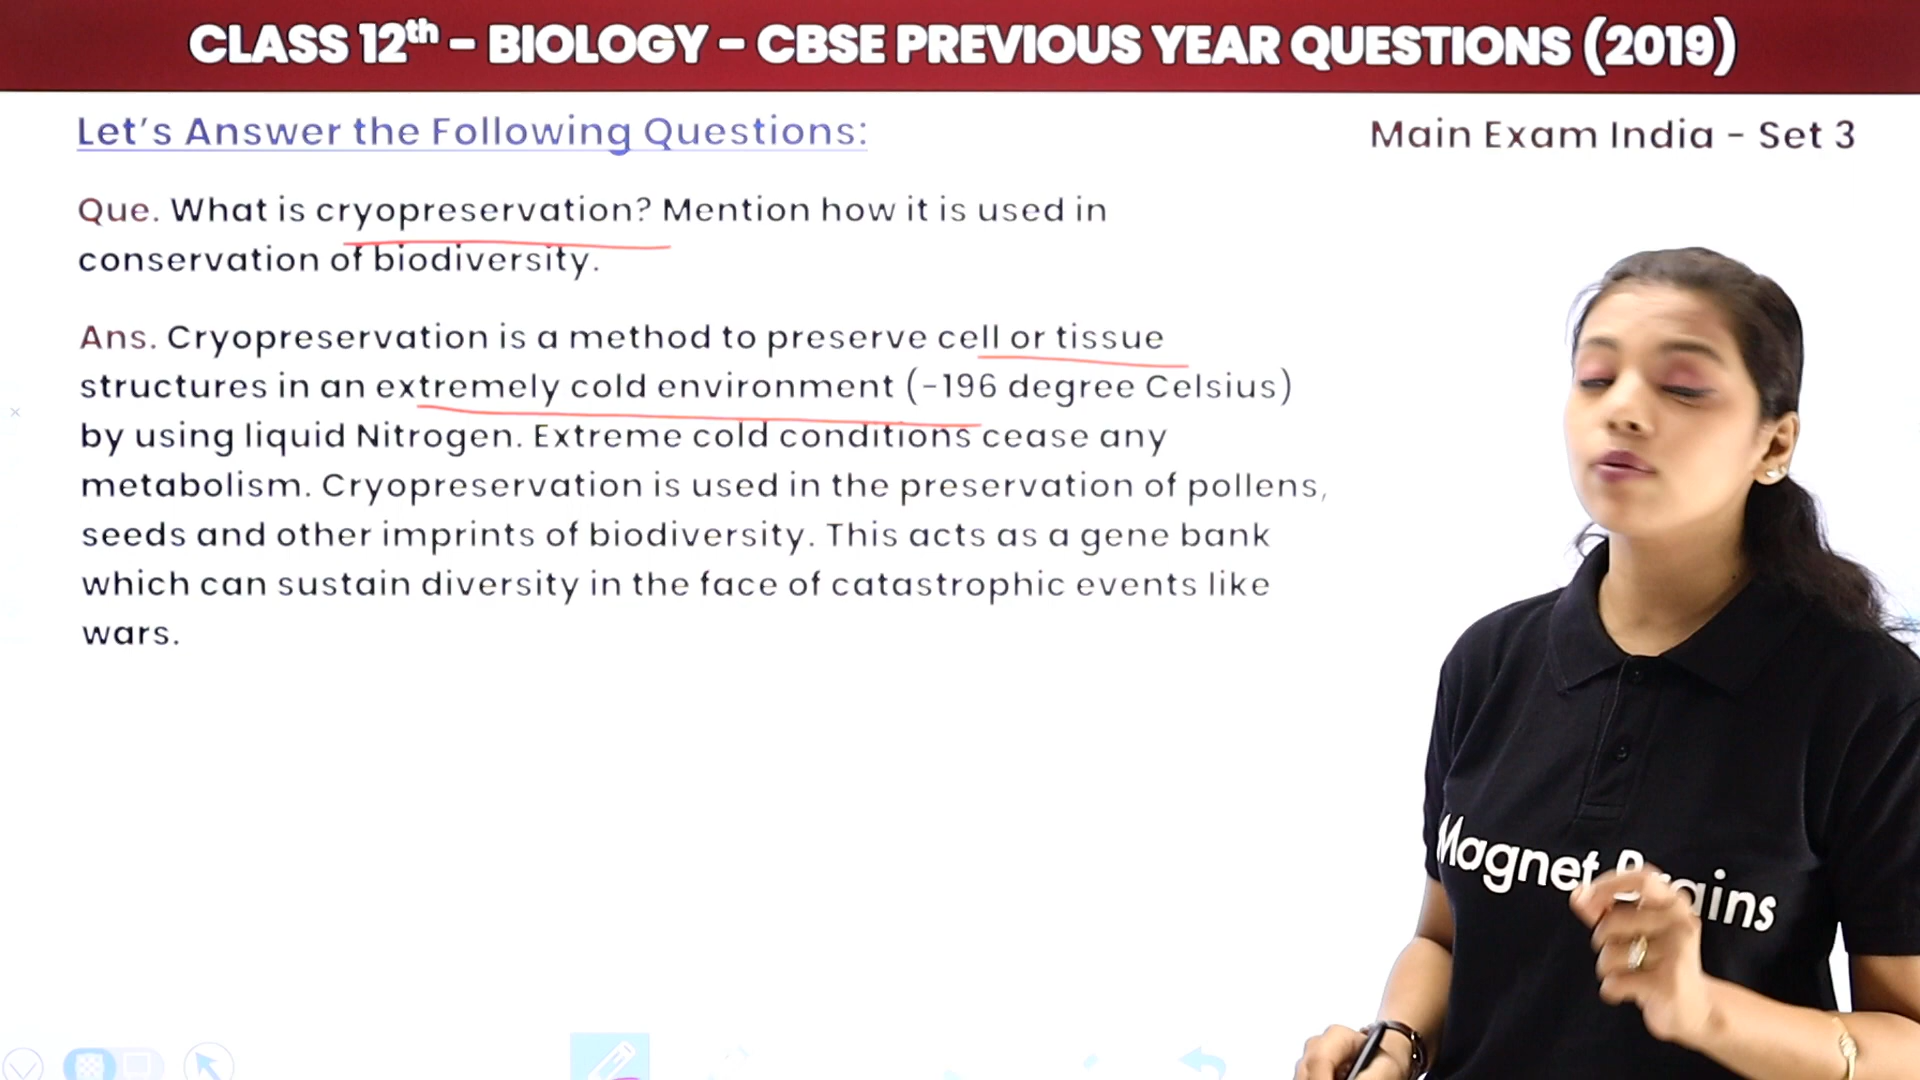 CLASS 12th - BIOLOGY - CBSE PREVIOUS YEAR QUESTIONS (2019)
Let's Answer the Following Questions:
Main Exam India - Set 3
Que. What is cryopreservation? Mention how it is used in
conservation of biodiversity.
Ans. Cryopreservation is a method to preserve cell or tissue
structures in an extremely cold environment (-196 degree Celsius)
by using liquid Nitrogen. Extreme cold conditions cease any
metabolism. Cryopreservation is used in the preservation of pollens,
seeds and other imprints of biodiversity. This acts as a gene bank
which can sustain diversity in the face of catastrophic events like
wars.
Magnet Brains